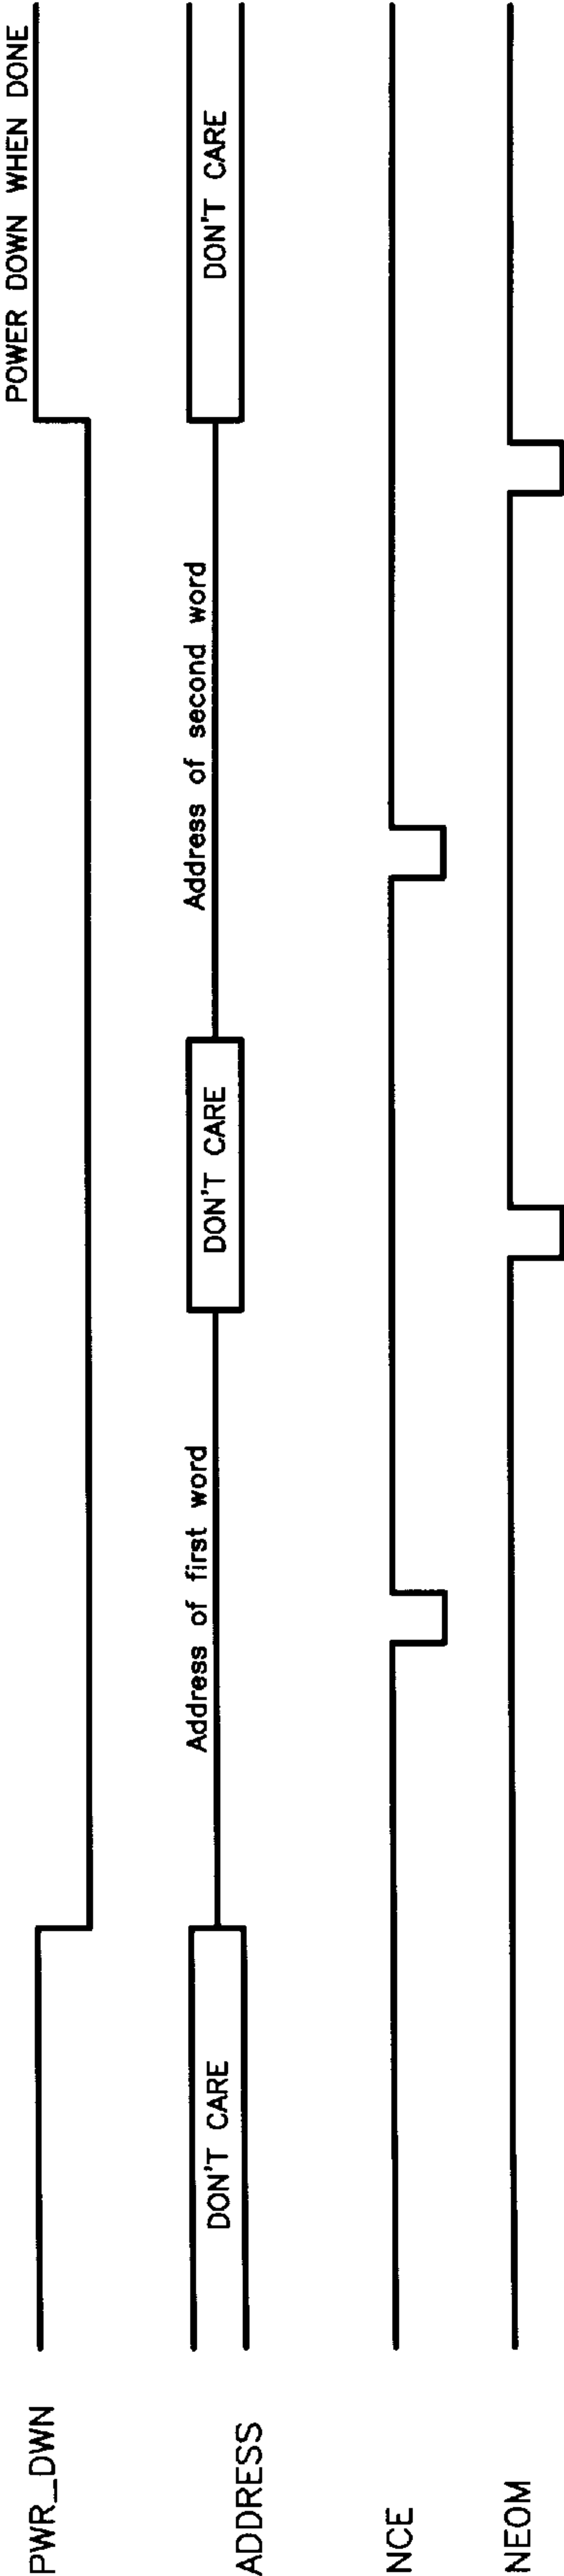 PWR_DWN
POWER DOWN WHEN DONE
ADDRESS
DON'T CARE
Address of first word
DON'T CARE
Address of second word
DON'T CARE
NCE
NEOM